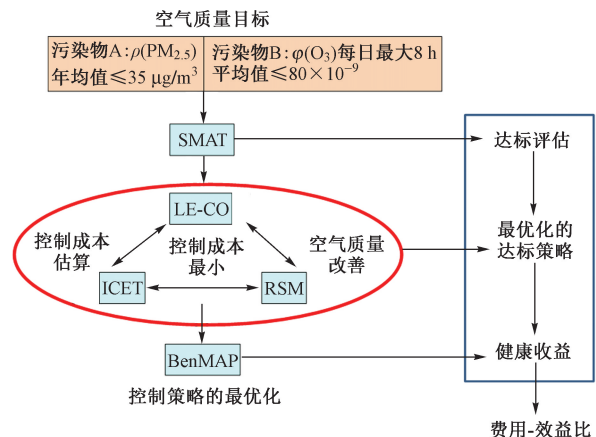 空气质量目标
污染物A:ρ(PM2.5)
年均值≤35 μg/m³
污染物B:φ(O3)每日最大8 h
平均值≤80×10⁻⁹
SMAT
达标评估
LE-CO
控制成本
估算
控制成本
最小
空气质量
改善
最优化的
达标策略
ICET
RSM
BenMAP
健康收益
控制策略的最优化
费用-效益比